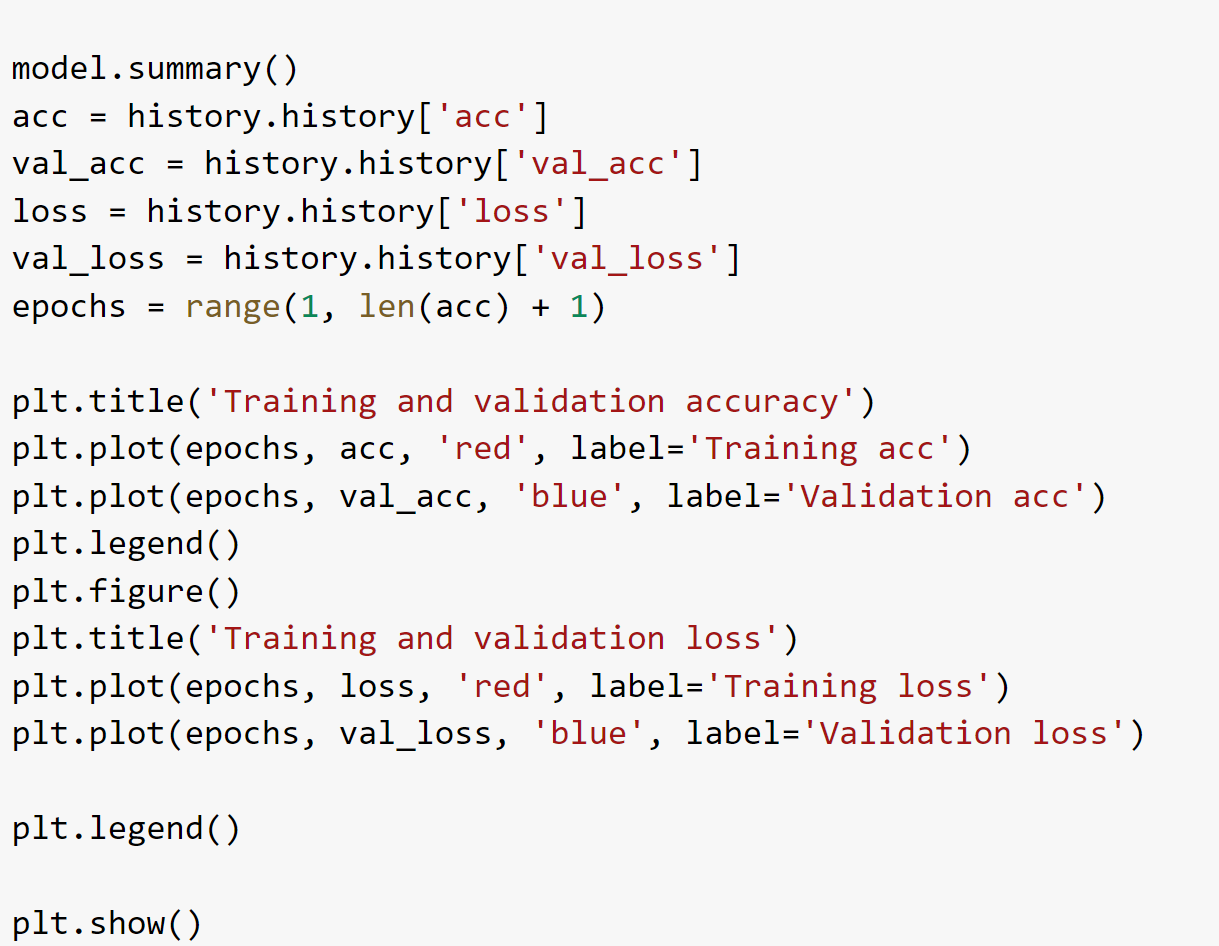 model.summary()
acc = history.history['acc']
val_acc = history.history['val_acc']
loss = history.history['loss']
val_loss = history.history['val_loss']
epochs = range(1, len(acc) + 1)
plt.title('Training and validation accuracy')
plt.plot(epochs, acc, 'red', label='Training acc')
plt.plot(epochs, val_acc, 'blue', label='Validation acc')
plt.legend()
plt.figure()
plt.title('Training and validation loss')
plt.plot(epochs, loss, 'red', label='Training loss')
plt.plot(epochs, val_loss, 'blue', label='Validation loss')
plt.legend()
plt.show()